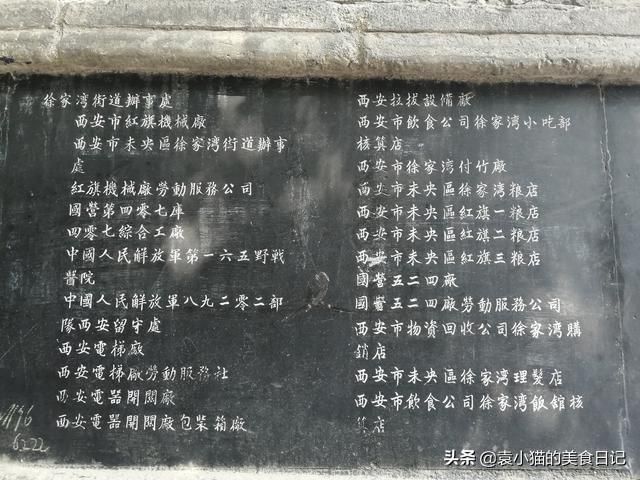 徐家湾街道辦事處
西安市紅旗機械廠
西安市未央區徐家湾街道辦事
處
紅旗機械廠勞動服務公司
國營第四零七庫
四零七綜合工廠
中國人民解放軍第一六五野戰
醫院
中國人民解放軍八九二零二部
隊西安留守處
西安電梯廠
西安電梯廠勞動服務社
西安電器開関廠
西安電器開関廠包裝箱廠
6222
西安拉拔設備廠
西安市飲食公司徐家湾小吃部
核算店
西安市徐家湾付竹廠
西安市未央區徐家湾粮店
西安市未央區紅旗一粮店
西安市未央區紅旗二粮店
西安市未央區紅旗三粮店
國營五二四廠
國營五二四廠勞動服務公司
西安市物資回收公司徐家湾購
銷店
西安市未央區徐家湾理髮店
西安市飲食公司徐家湾飯館核
算店
头条 @袁小猫的美食日记